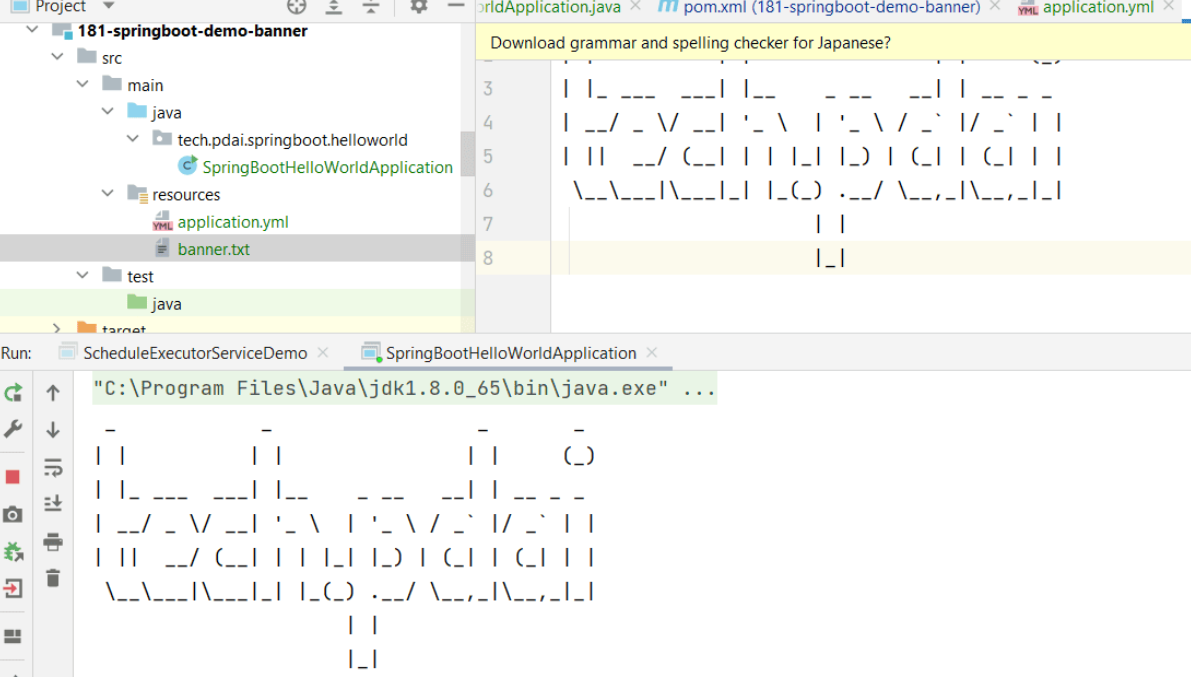 Project
181-springboot-demo-banner
src
main
java
tech.pdai.springboot.helloworld
SpringBootHelloWorldApplication
resources
application.yml
banner.txt
test
java
target
rldApplication.java
pom.xml (181-springboot-demo-banner)
application.yml
Download grammar and spelling checker for Japanese?
3 | |_ ___  ___| |__    _ __   __| | __ _ _
4 | __/ _ \/ __| '_ \  | '_ \ / _` |/ _` | |
5 | ||  __/ (__| | | |_| |_) | (_| | (_| | |
6  \__\___|\___|_| |_(_) .__/ \__,_|\__,_|_|
7                     | |
8                     |_|
Run: ScheduleExecutorServiceDemo SpringBootHelloWorldApplication
"C:\Program Files\Java\jdk1.8.0_65\bin\java.exe" ...
 _            _                 _       _
| |          | |               | |     (_)
| |_ ___  ___| |__    _ __   __| | __ _ _
| __/ _ \/ __| '_ \  | '_ \ / _` |/ _` | |
| ||  __/ (__| | | |_| |_) | (_| | (_| | |
 \__\___|\___|_| |_(_) .__/ \__,_|\__,_|_|
                     | |
                     |_|